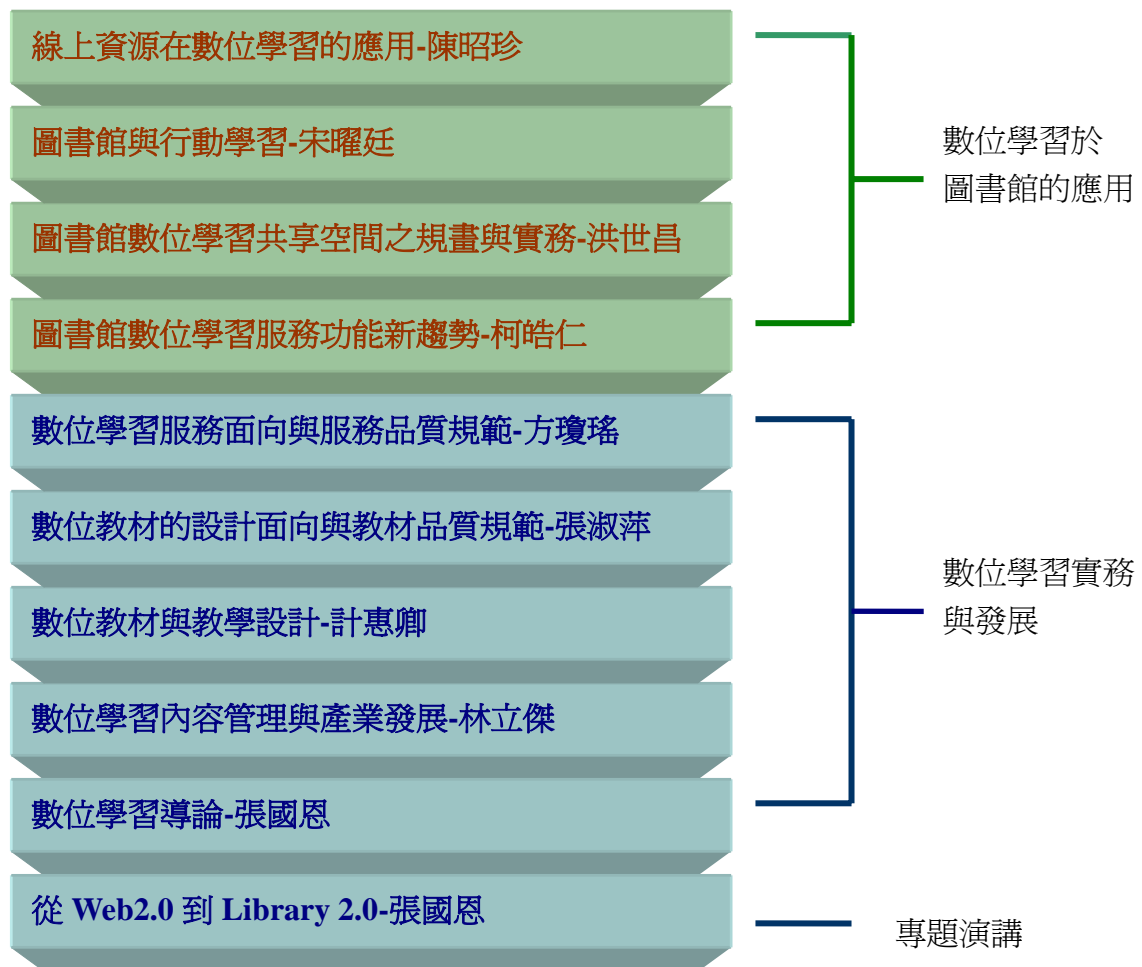 線上資源在數位學習的應用-陳昭珍
圖書館與行動學習-宋曜廷
圖書館數位學習共享空間之規畫與實務-洪世昌
圖書館數位學習服務功能新趨勢-柯皓仁
數位學習於
圖書館的應用
數位學習服務面向與服務品質規範-方瓊瑤
數位教材的設計面向與教材品質規範-張淑萍
數位教材與教學設計-計惠卿
數位學習內容管理與產業發展-林立傑
數位學習導論-張國恩
數位學習實務
與發展
從 Web2.0 到 Library 2.0-張國恩
專題演講